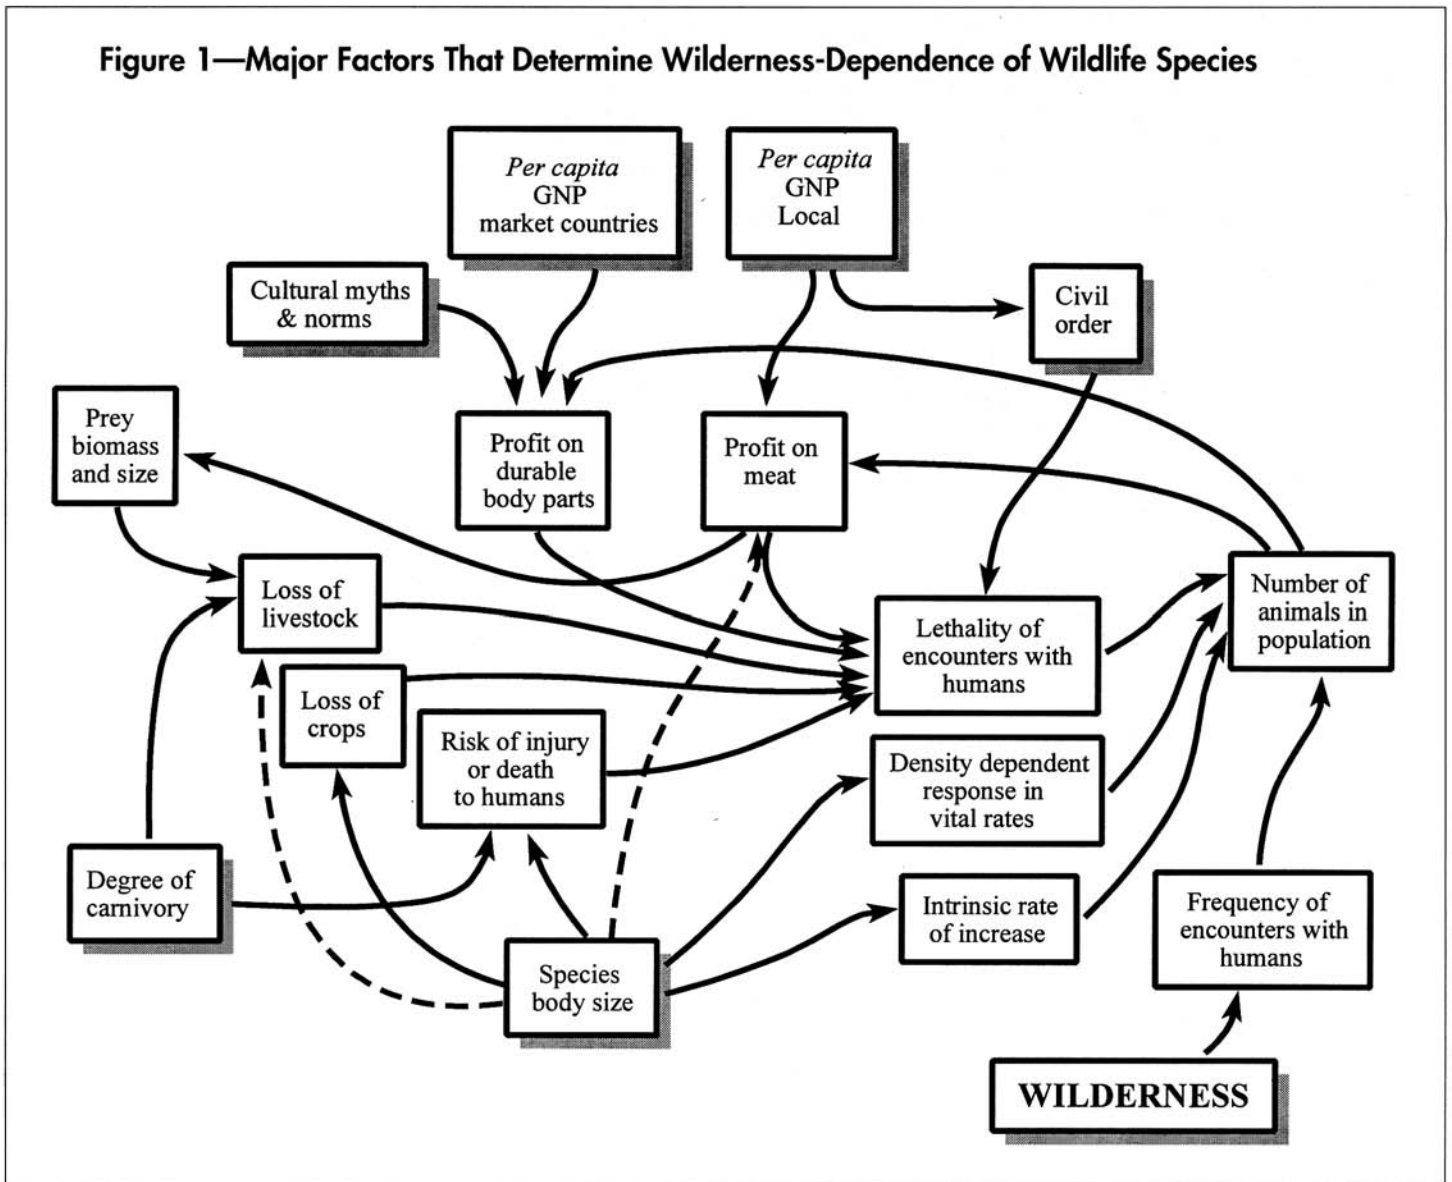 Figure 1—Major Factors That Determine Wilderness-Dependence of Wildlife Species
Per capita
GNP
market countries
Per capita
GNP
Local
Cultural myths
& norms
Civil
order
Prey
biomass
and size
Profit on
durable
body parts
Profit on
meat
Loss of
livestock
Number of
animals in
population
Lethality of
encounters with
humans
Loss of
crops
Risk of injury
or death
to humans
Density dependent
response in
vital rates
Degree of
carnivory
Intrinsic rate
of increase
Frequency of
encounters with
humans
Species
body size
WILDERNESS